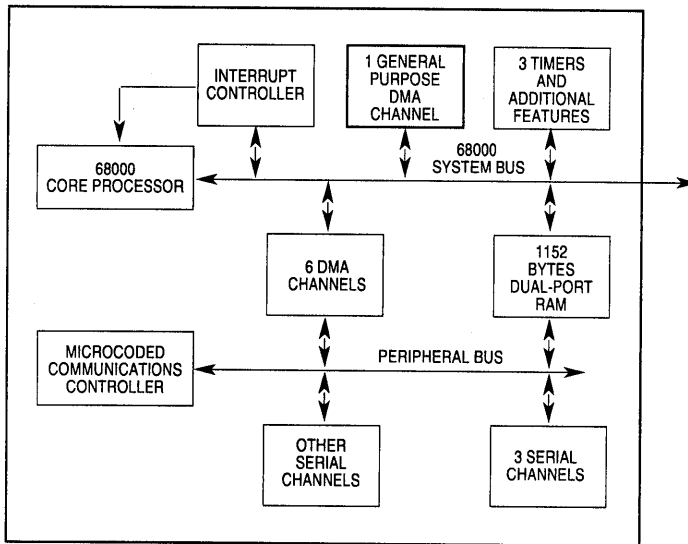 INTERRUPT
CONTROLLER
1 GENERAL
PURPOSE
DMA
CHANNEL
3 TIMERS
AND
ADDITIONAL
FEATURES
68000
CORE PROCESSOR
68000
SYSTEM BUS
6 DMA
CHANNELS
1152
BYTES
DUAL-PORT
RAM
MICROCODED
COMMUNICATIONS
CONTROLLER
PERIPHERAL BUS
OTHER
SERIAL
CHANNELS
3 SERIAL
CHANNELS